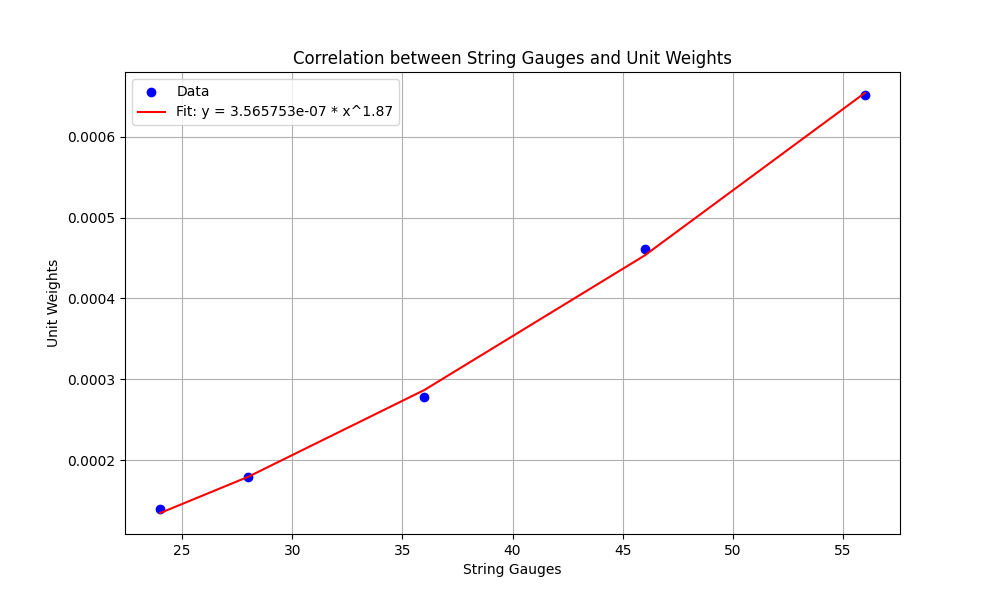 Correlation between String Gauges and Unit Weights
Data
Fit: y = 3.565753e-07 * x^1.87
0.0006
0.0005
0.0004
0.0003
0.0002
Unit Weights
25 30 35 40 45 50 55
String Gauges